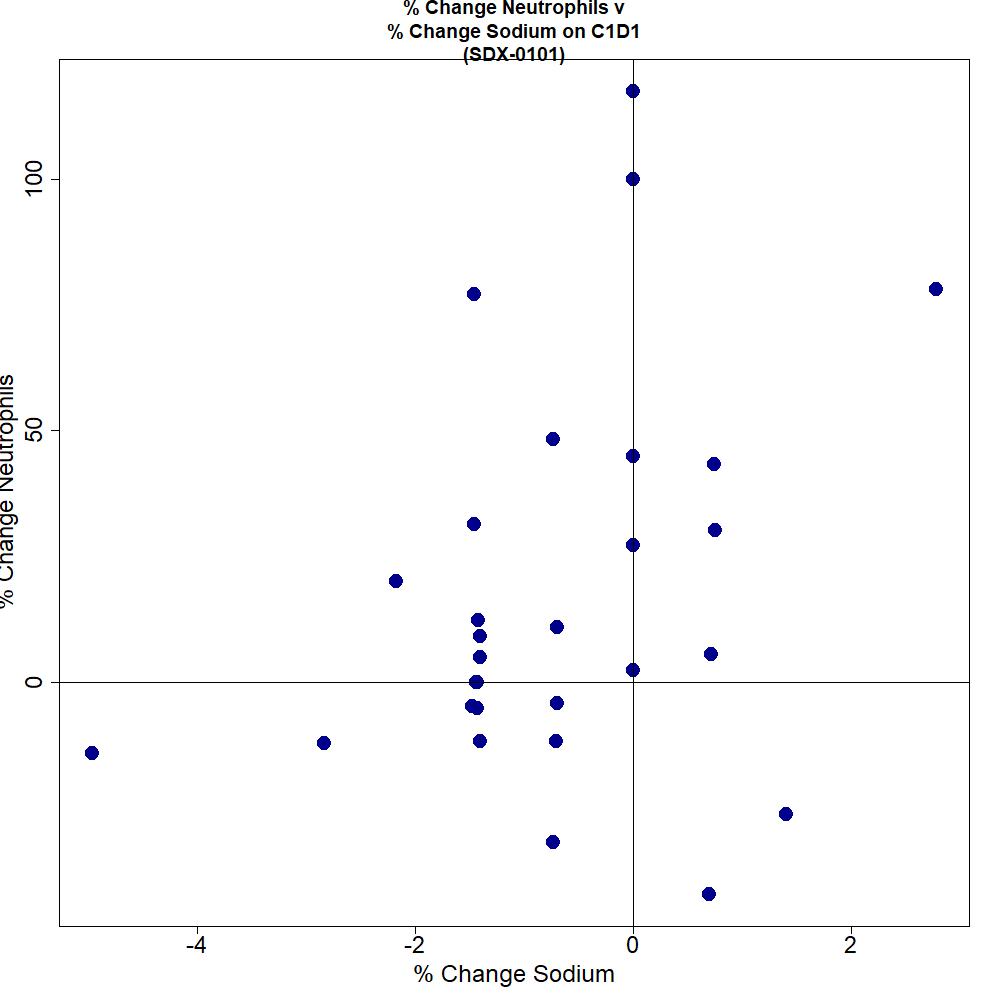 % Change Neutrophils v
% Change Sodium on C1D1
(SDX-0101)
100
50
0
% Change Neutrophils
-4
-2
0
2
% Change Sodium